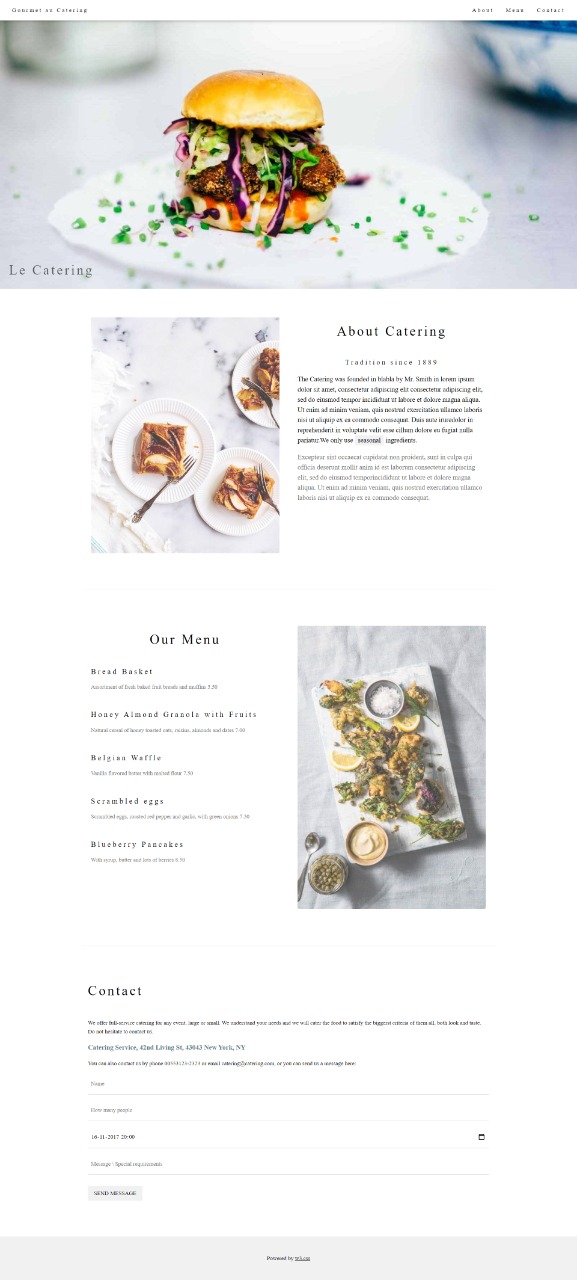 Gourmet au Catering
About Menu Contact
Le Catering
About Catering
Tradition since 1889
The Catering was founded in blabla by Mr. Smith in lorem ipsum
dolor sit amet, consectetur adipiscing elit consectetur adipiscing elit,
sed do eiusmod tempor incididunt ut labore et dolore magna aliqua.
Ut enim ad minim veniam, quis nostrud exercitation ullamco laboris
nisi ut aliquip ex ea commodo consequat. Duis aute iruredolor in
reprehenderit in voluptate velit esse cillum dolore eu fugiat nulla
pariatur.We only use seasonal ingredients.
Excepteur sint occaecat cupidatat non proident, sunt in culpa qui
officia deserunt mollit anim id est laborum consectetur adipiscing
elit, sed do eiusmod temporincididunt ut labore et dolore magna
aliqua. Ut enim ad minim veniam, quis nostrud exercitation ullamco
laboris nisi ut aliquip ex ea commodo consequat.
Our Menu
Bread Basket
Assortment of fresh baked fruit breads and muffins 5.50
Honey Almond Granola with Fruits
Natural cereal of honey toasted oats, raisins, almonds and dates 7.00
Belgian Waffle
Vanilla flavored batter with malted flour 7.50
Scrambled eggs
Scrambled eggs, roasted red pepper and garlic, with green onions 7.50
Blueberry Pancakes
With syrup, butter and lots of berries 8.50
Contact
We offer full-service catering for any event, large or small. We understand your needs and we will cater the food to satisfy the biggerst criteria of them all, both look and taste.
Do not hesitate to contact us.
Catering Service, 42nd Living St, 43043 New York, NY
You can also contact us by phone 00553123-2323 or email catering@catering.com, or you can send us a message here:
Name
How many people
16-11-2017 20:00
Message \ Special requirements
SEND MESSAGE
Powered by w3.css